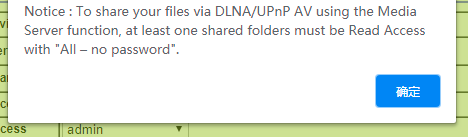 Notice : To share your files via DLNA/UPnP AV using the Media
Server function, at least one shared folders must be Read Access
with "All – no password".
确定
cess
admin